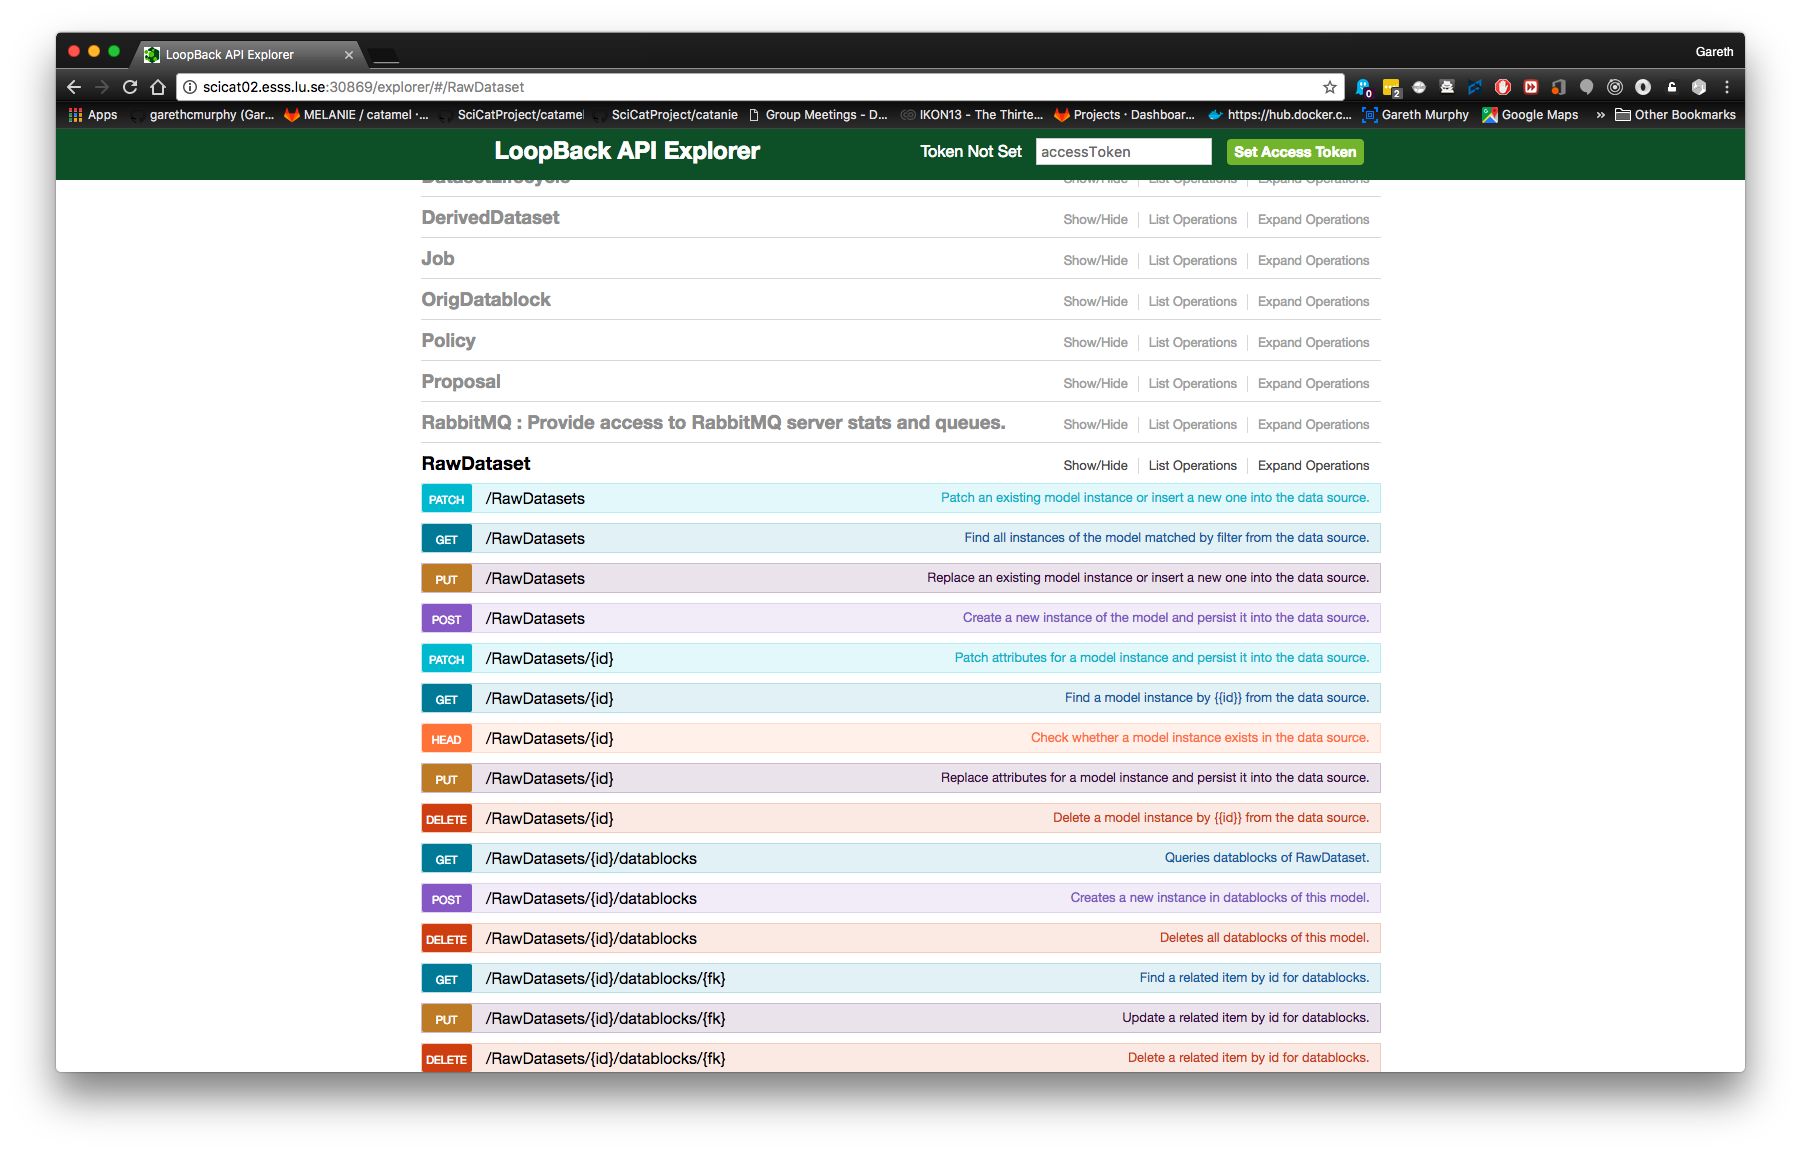 LoopBack API Explorer
Gareth
scicat02.esss.lu.se:30869/explorer/#/RawDataset
0
2
Apps garethcmurphy (Gar... MELANIE / catamel ·... SciCatProject/catamel SciCatProject/catanie Group Meetings - D... IKON13 - The Thirte... Projects · Dashboar... https://hub.docker.c... Gareth Murphy Google Maps » Other Bookmarks
LoopBack API Explorer Token Not Set accessToken Set Access Token
DatasetLifecycle Show/Hide List Operations Expand Operations
DerivedDataset Show/Hide List Operations Expand Operations
Job Show/Hide List Operations Expand Operations
OrigDatablock Show/Hide List Operations Expand Operations
Policy Show/Hide List Operations Expand Operations
Proposal Show/Hide List Operations Expand Operations
RabbitMQ : Provide access to RabbitMQ server stats and queues. Show/Hide List Operations Expand Operations
RawDataset Show/Hide List Operations Expand Operations
PATCH /RawDatasets Patch an existing model instance or insert a new one into the data source.
GET /RawDatasets Find all instances of the model matched by filter from the data source.
PUT /RawDatasets Replace an existing model instance or insert a new one into the data source.
POST /RawDatasets Create a new instance of the model and persist it into the data source.
PATCH /RawDatasets/{id} Patch attributes for a model instance and persist it into the data source.
GET /RawDatasets/{id} Find a model instance by {{id}} from the data source.
HEAD /RawDatasets/{id} Check whether a model instance exists in the data source.
PUT /RawDatasets/{id} Replace attributes for a model instance and persist it into the data source.
DELETE /RawDatasets/{id} Delete a model instance by {{id}} from the data source.
GET /RawDatasets/{id}/datablocks Queries datablocks of RawDataset.
POST /RawDatasets/{id}/datablocks Creates a new instance in datablocks of this model.
DELETE /RawDatasets/{id}/datablocks Deletes all datablocks of this model.
GET /RawDatasets/{id}/datablocks/{fk} Find a related item by id for datablocks.
PUT /RawDatasets/{id}/datablocks/{fk} Update a related item by id for datablocks.
DELETE /RawDatasets/{id}/datablocks/{fk} Delete a related item by id for datablocks.